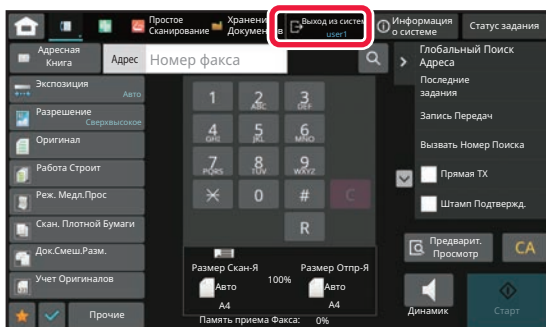 Простое
Сканирование
Хранени
Документ в
Выход из систем
user1
Информация
о системе
Статус задания
Адресная
Книга
Адрес
Номер факса
Глобальный Поиск
Адреса
Экспозиция
Авто
Разрешение
Сверхвысокое
Оригинал
Работа Строит
Реж. Медл.Прос
Скан. Плотной Бумаги
Док.Смеш.Разм.
Учет Оригиналов
Прочие
1
2
ABC
3
DEF
4
GHI
5
JKL
6
MNO
7
PQRS
8
TUV
9
WXYZ
0
#
C
R
Размер Скан-Я
100%
Размер Отпр-Я
Авто
A4
Авто
A4
Память приема Факса: 0%
Последние
задания
Запись Передач
Вызвать Номер Поиска
Прямая TX
Штамп Подтвержд.
Предварит.
Просмотр
CA
Динамик
Старт